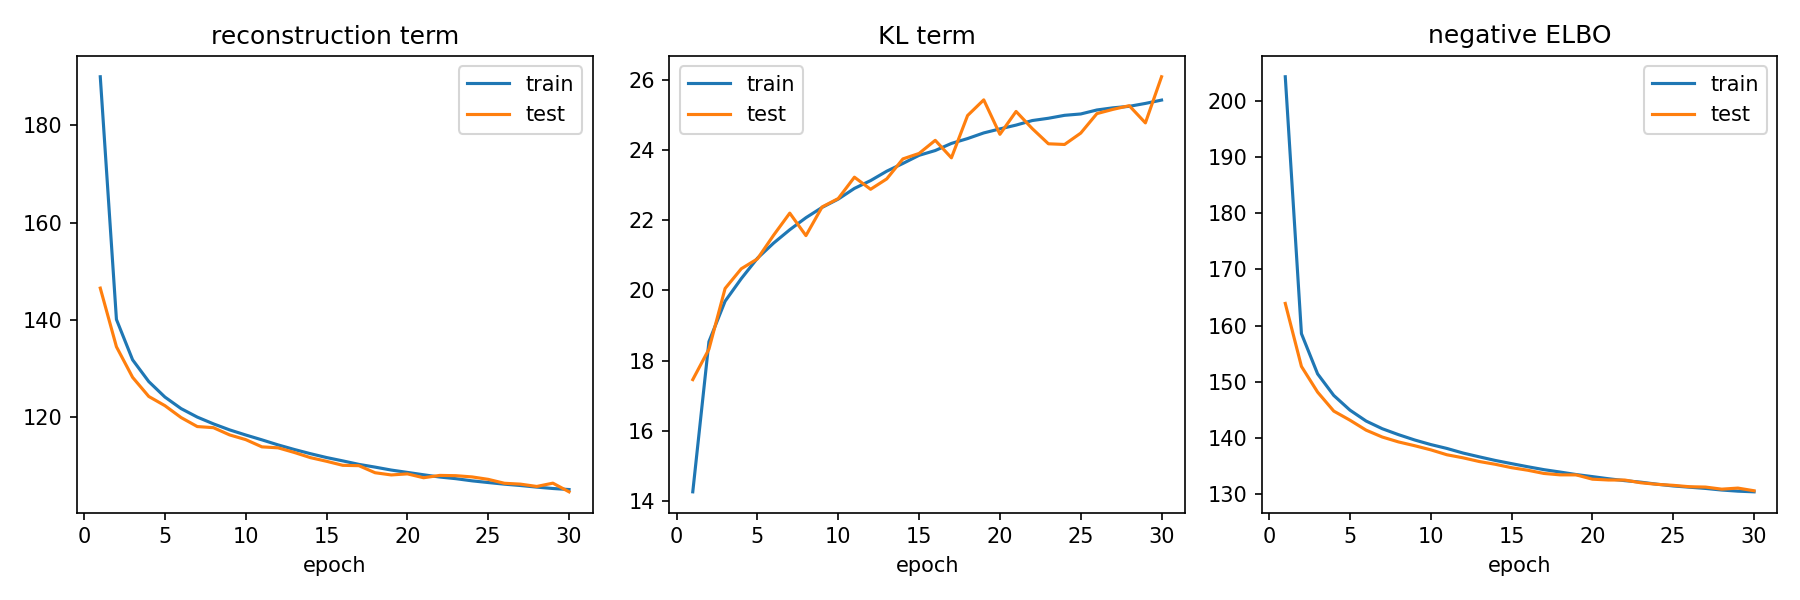 reconstruction term
train
test
180
160
140
120
0 5 10 15 20 25 30
epoch
KL term
train
test
26
24
22
20
18
16
14
0 5 10 15 20 25 30
epoch
negative ELBO
train
test
200
190
180
170
160
150
140
130
0 5 10 15 20 25 30
epoch